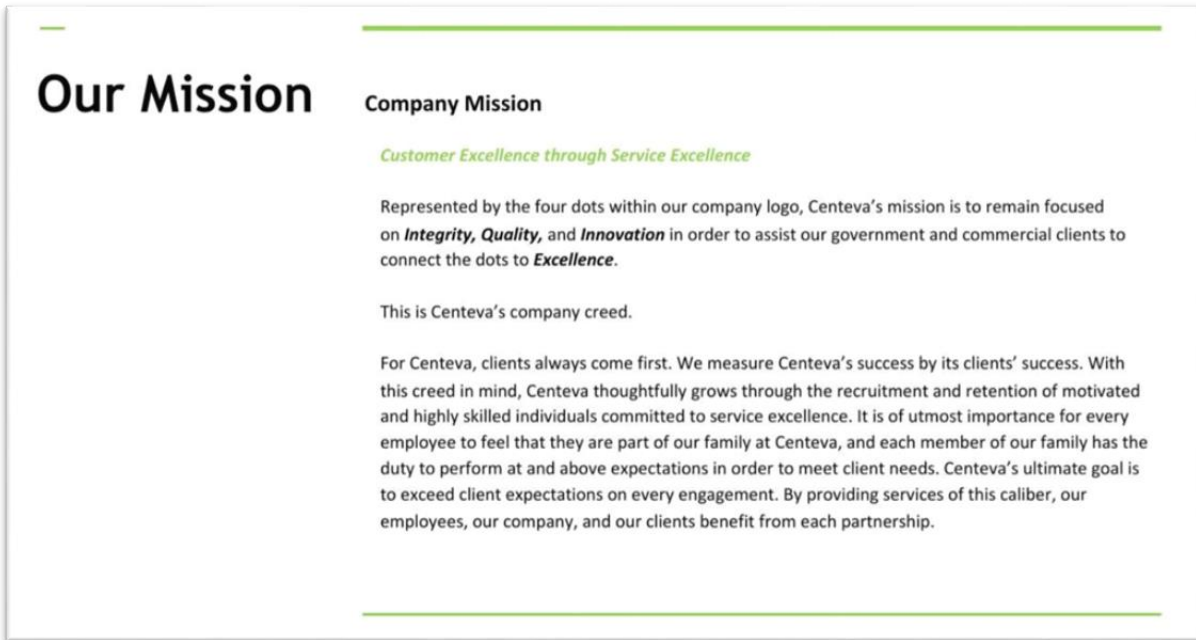 Our Mission
Company Mission
Customer Excellence through Service Excellence
Represented by the four dots within our company logo, Centeva’s mission is to remain focused
on Integrity, Quality, and Innovation in order to assist our government and commercial clients to
connect the dots to Excellence.
This is Centeva’s company creed.
For Centeva, clients always come first. We measure Centeva’s success by its clients’ success. With
this creed in mind, Centeva thoughtfully grows through the recruitment and retention of motivated
and highly skilled individuals committed to service excellence. It is of utmost importance for every
employee to feel that they are part of our family at Centeva, and each member of our family has the
duty to perform at and above expectations in order to meet client needs. Centeva’s ultimate goal is
to exceed client expectations on every engagement. By providing services of this caliber, our
employees, our company, and our clients benefit from each partnership.